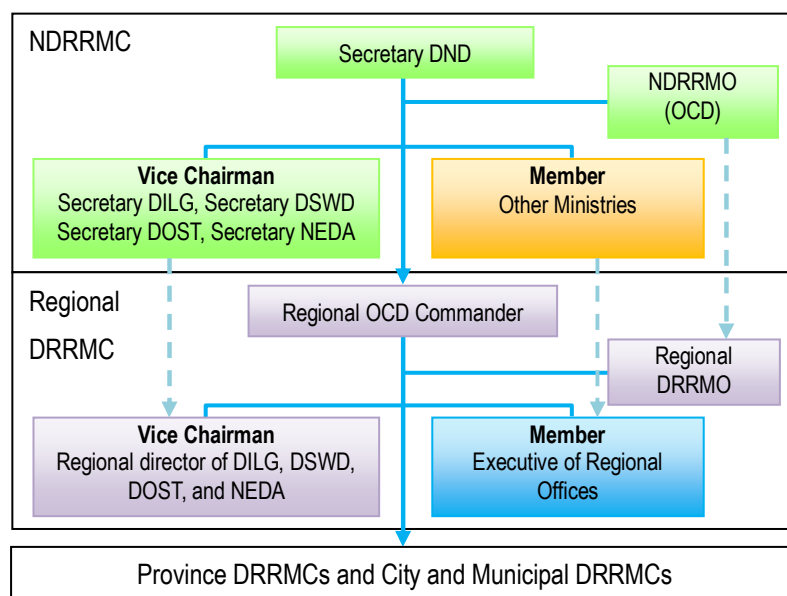 NDRRMC
Secretary DND
NDRRMO
(OCD)
Vice Chairman
Secretary DILG, Secretary DSWD
Secretary DOST, Secretary NEDA
Member
Other Ministries
Regional
DRRMC
Regional OCD Commander
Regional
DRRMO
Vice Chairman
Regional director of DILG, DSWD,
DOST, and NEDA
Member
Executive of Regional
Offices
Province DRRMCs and City and Municipal DRRMCs